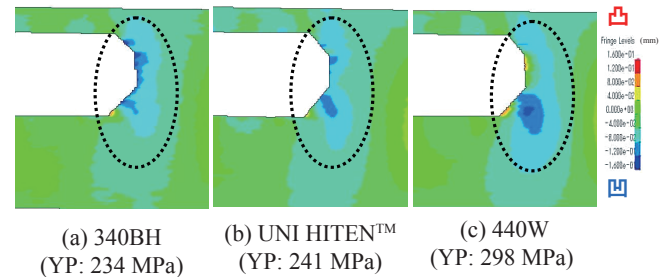 Fringe Levels (mm)
1.600e-01
1.200e-01
8.000e-02
4.000e-02
0.000e+00
-4.000e-02
-8.000e-02
-1.200e-01
-1.600e-01
(a) 340BH
(YP: 234 MPa)
(b) UNI HITEN™
(YP: 241 MPa)
(c) 440W
(YP: 298 MPa)